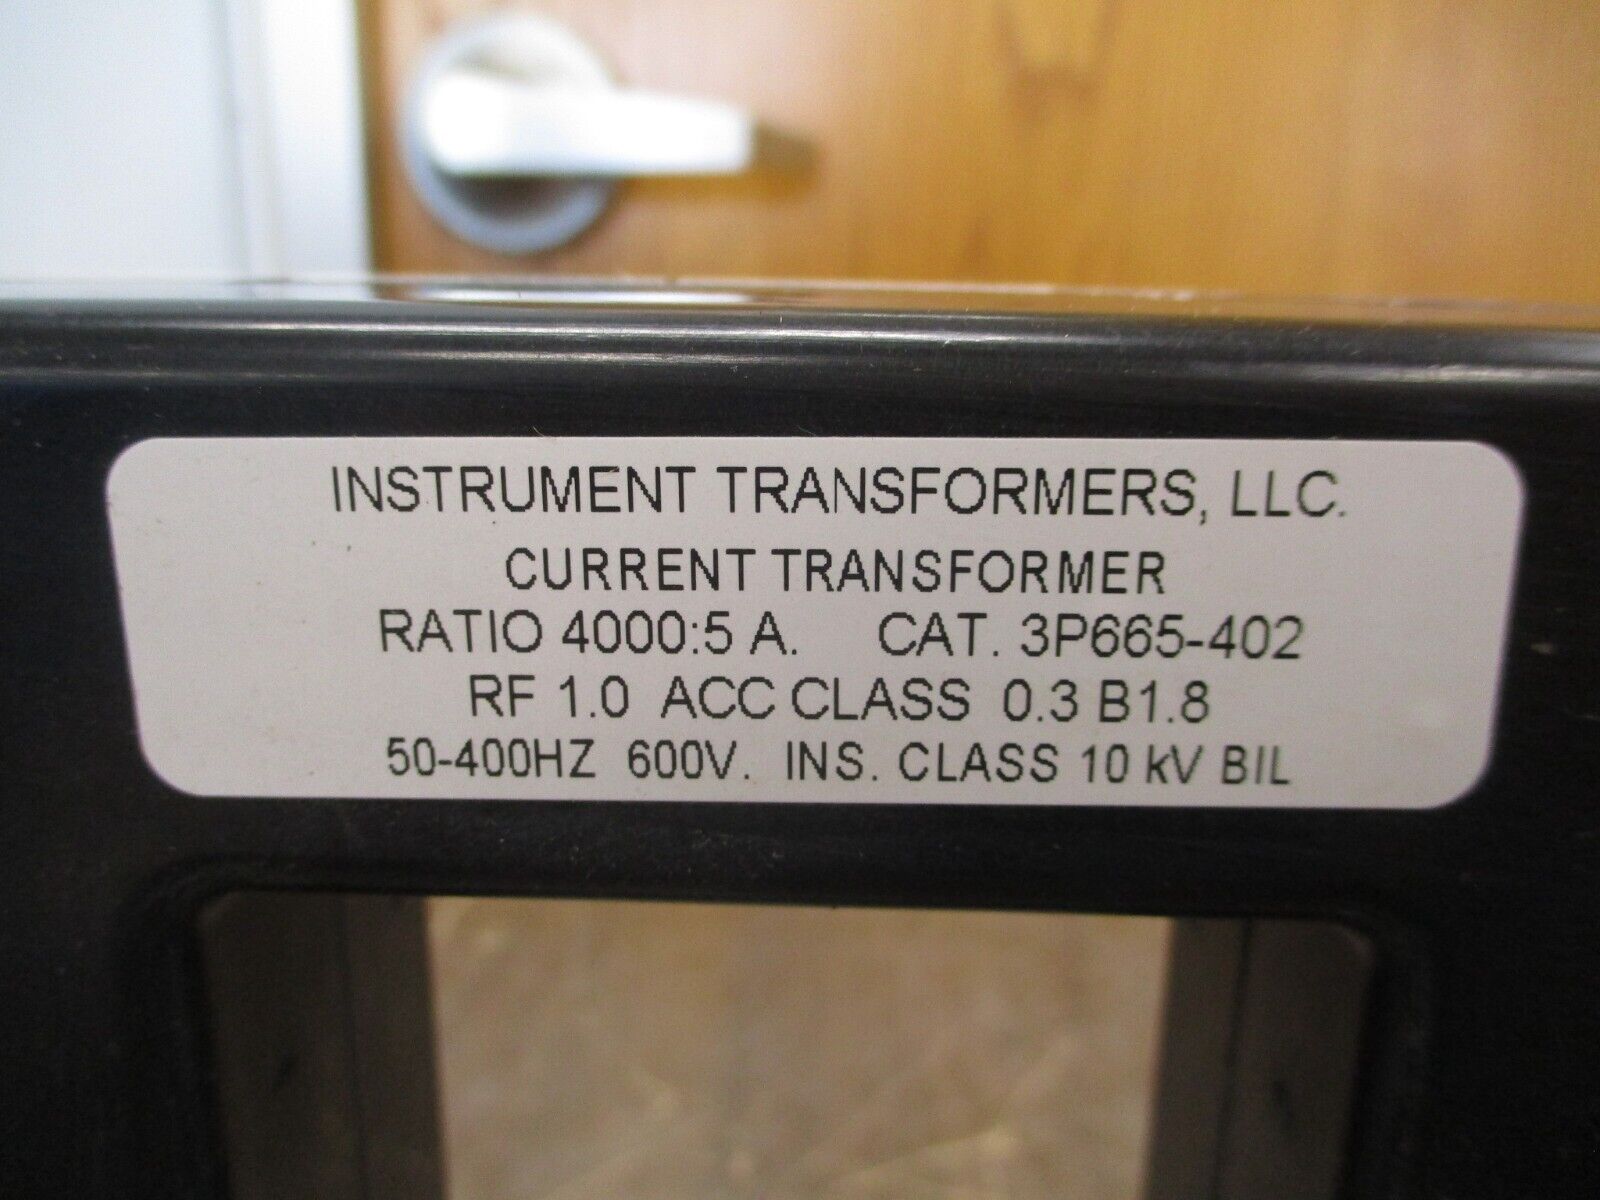 INSTRUMENT TRANSFORMERS, LLC.
CURRENT TRANSFORMER
RATIO 4000:5 A. CAT. 3P665-402
RF 1.0 ACC CLASS 0.3 B1.8
50-400HZ 600V. INS. CLASS 10 kV BIL